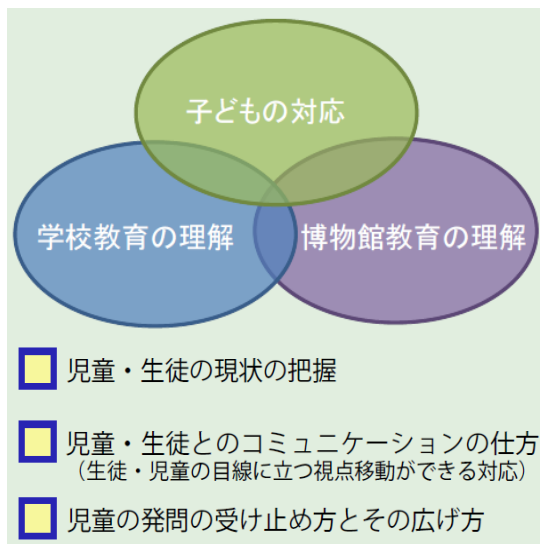 子どもの対応
学校教育の理解
博物館教育の理解
児童・生徒の現状の把握
児童・生徒とのコミュニケーションの仕方
（生徒・児童の目線に立つ視点移動ができる対応）
児童の発問の受け止め方とその広げ方